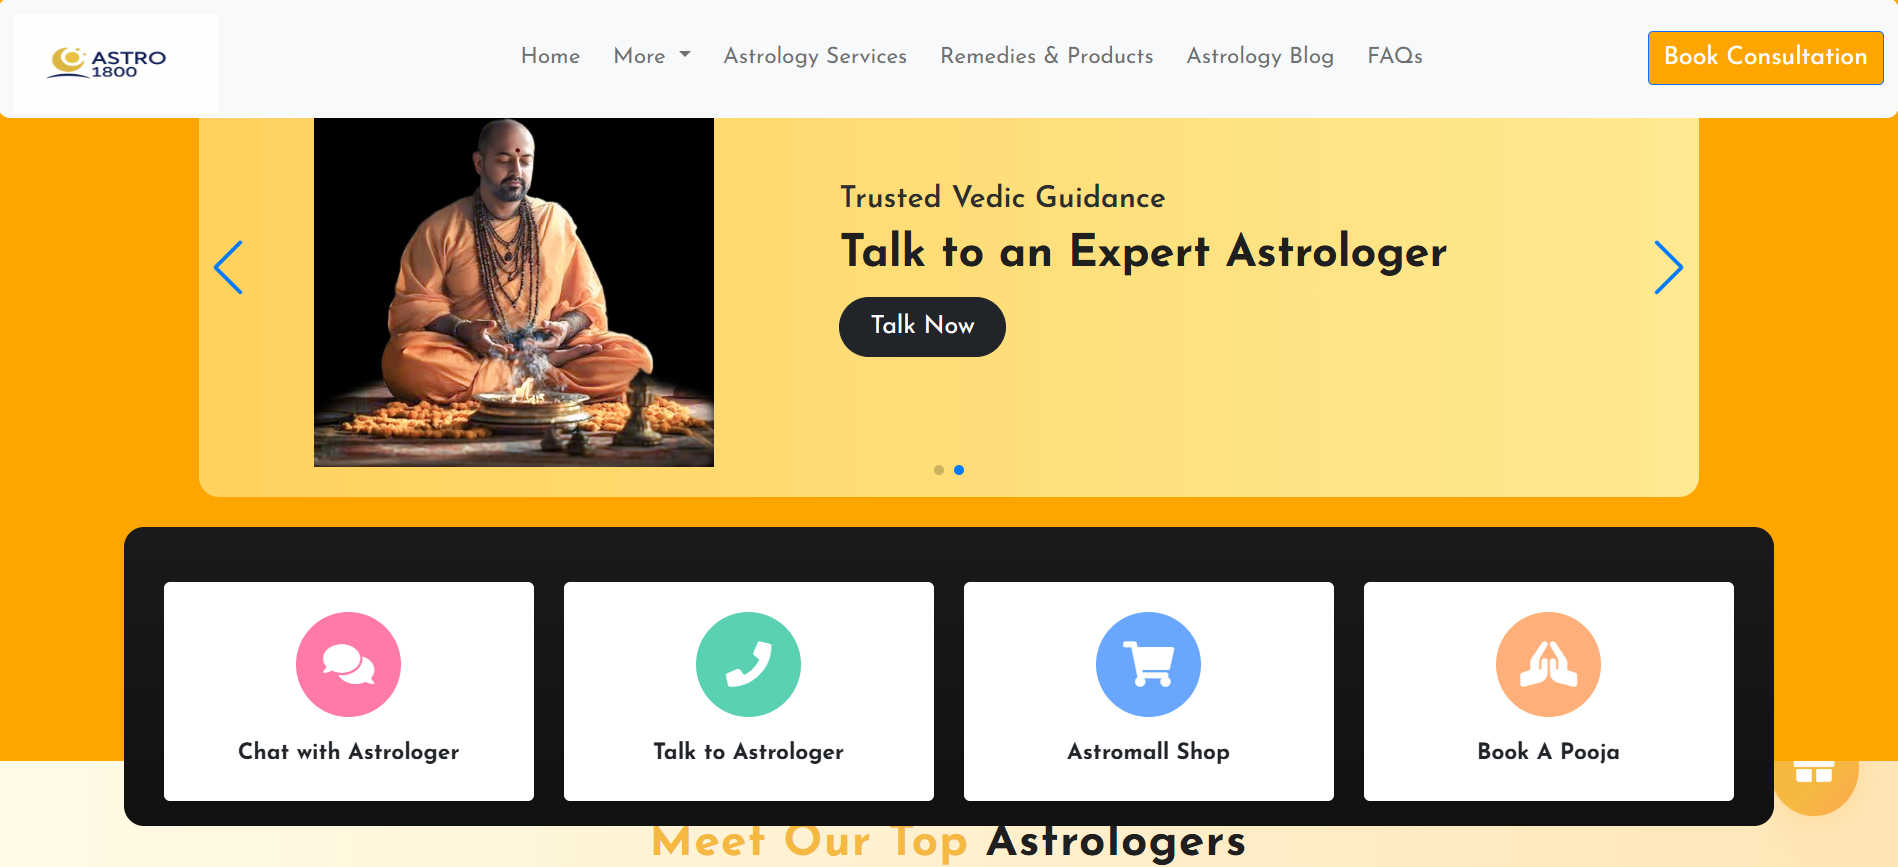 ASTRO
1800
Home
More
Astrology Services
Remedies & Products
Astrology Blog
FAQs
Book Consultation
Trusted Vedic Guidance
Talk to an Expert Astrologer
Talk Now
Chat with Astrologer
Talk to Astrologer
Astromall Shop
Book A Pooja
Meet Our Top Astrologers